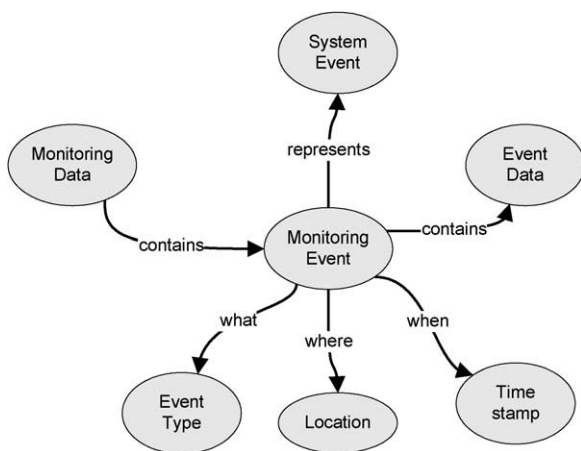 System
Event
Monitoring
Data
represents
Event
Data
contains
Monitoring
Event
contains
what
where
when
Event
Type
Location
Time
stamp